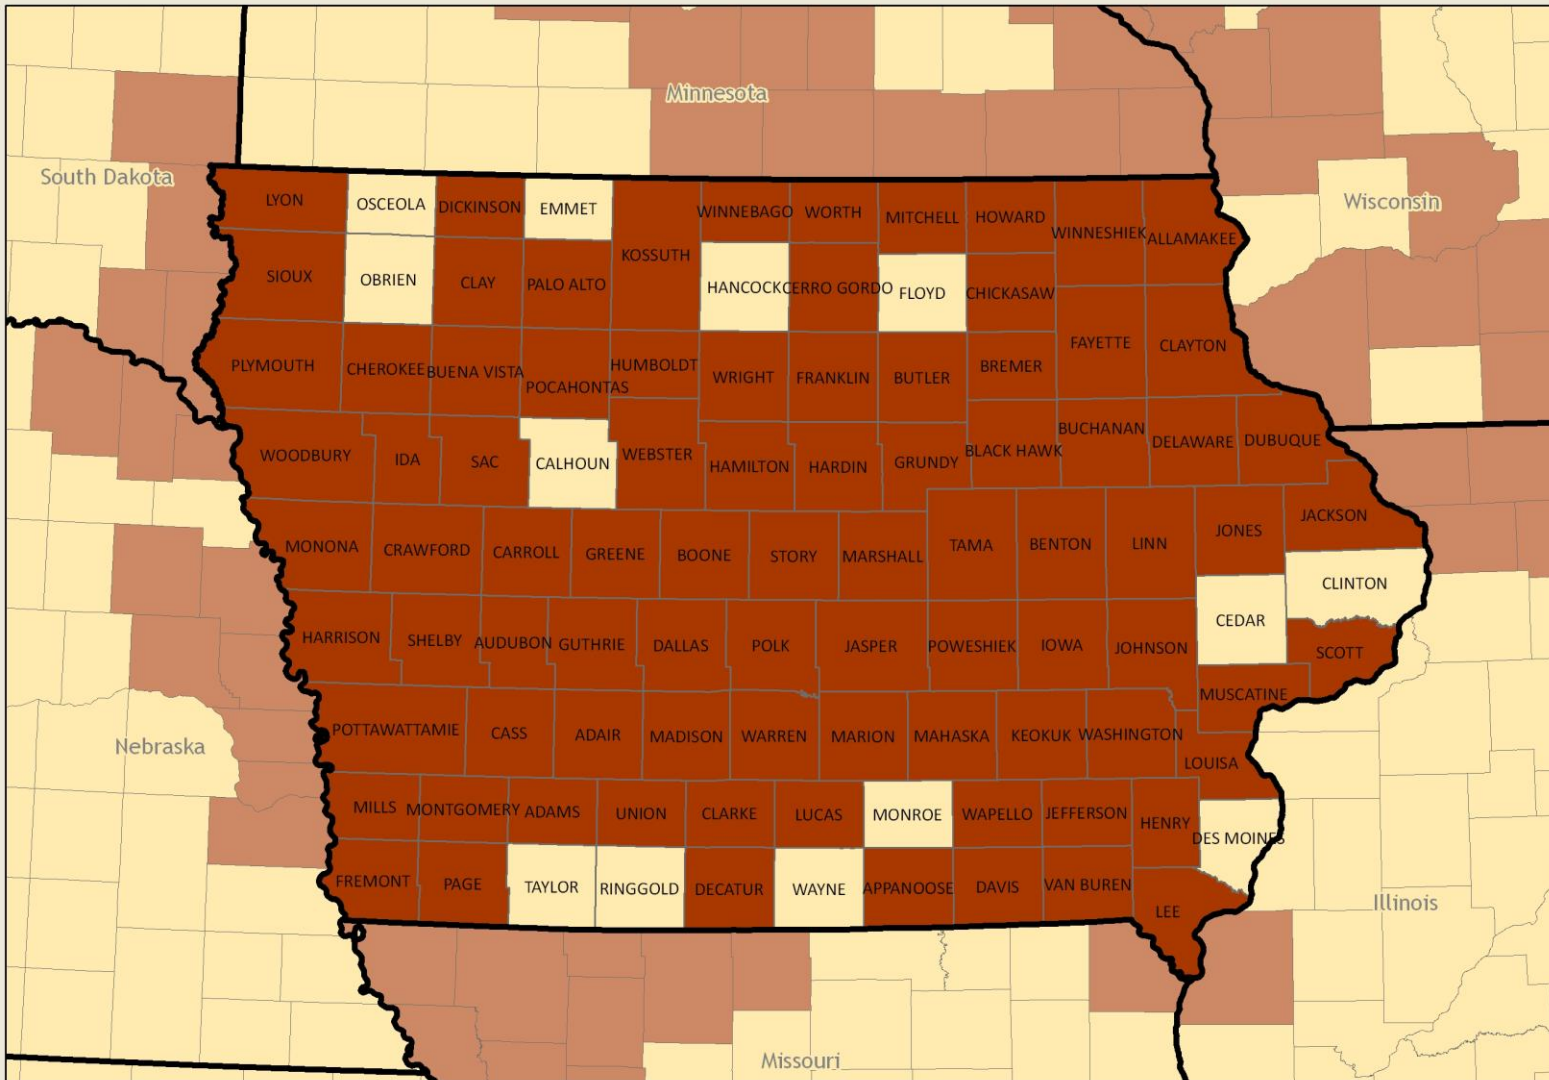 Minnesota
South Dakota
Wisconsin
LYON
OSCEOLA
DICKINSON
EMMET
WINNEBAGO
WORTH
MITCHELL
HOWARD
WINNESHIEK
ALLAMAKEE
KOSSUTH
SIOUX
OBRIEN
CLAY
PALO ALTO
HANCOCK
CERRO GORDO
FLOYD
CHICKASAW
PLYMOUTH
CHEROKEE
BUENA VISTA
POCAHONTAS
HUMBOLDT
WRIGHT
FRANKLIN
BUTLER
BREMER
FAYETTE
CLAYTON
WOODBURY
IDA
SAC
CALHOUN
WEBSTER
HAMILTON
HARDIN
GRUNDY
BLACK HAWK
BUCHANAN
DELAWARE
DUBUQUE
MONONA
CRAWFORD
CARROLL
GREENE
BOONE
STORY
MARSHALL
TAMA
BENTON
LINN
JONES
JACKSON
CLINTON
CEDAR
HARRISON
SHELBY
AUDUBON
GUTHRIE
DALLAS
POLK
JASPER
POWESHIEK
IOWA
JOHNSON
SCOTT
MUSCATINE
POTTAWATTAMIE
CASS
ADAIR
MADISON
WARREN
MARION
MAHASKA
KEOKUK
WASHINGTON
LOUISA
Nebraska
MILLS
MONTGOMERY
ADAMS
UNION
CLARKE
LUCAS
MONROE
WAPELLO
JEFFERSON
HENRY
DES MOINES
FREMONT
PAGE
TAYLOR
RINGGOLD
DECATUR
WAYNE
APPANOOSE
DAVIS
VAN BUREN
LEE
Illinois
Missouri